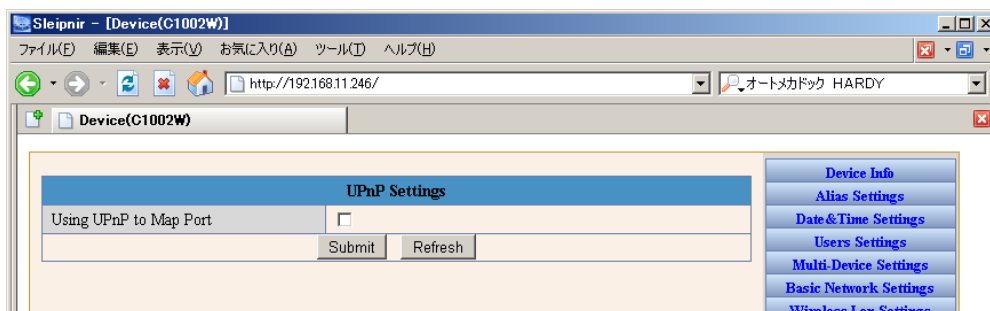 Sleipnir - [Device(C1002W)]
ファイル(F) 編集(E) 表示(V) お気に入り(A) ツール(T) ヘルプ(H)
http://192.168.11.246/ オートメカドック HARDY
Device(C1002W)
UPnP Settings
Using UPnP to Map Port
Submit Refresh
Device Info
Alias Settings
Date&Time Settings
Users Settings
Multi-Device Settings
Basic Network Settings
Wireless Lan Settings